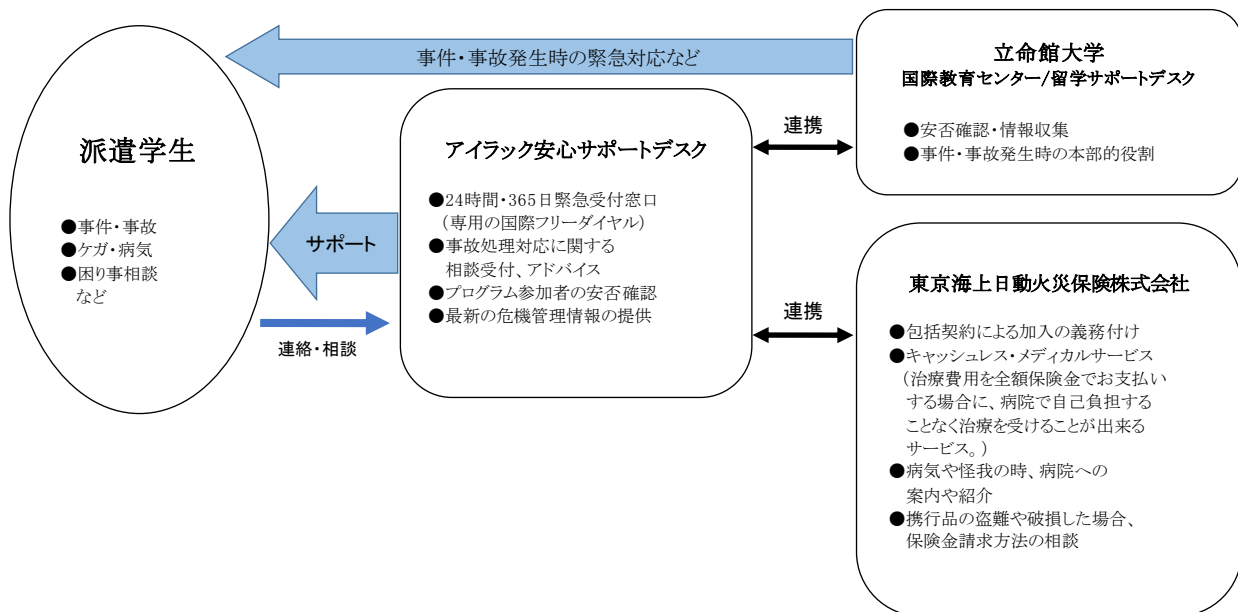 事件・事故発生時の緊急対応など
立命館大学
国際教育センター/留学サポートデスク
●安否確認・情報収集
●事件・事故発生時の本部的役割
派遣学生
●事件・事故
●ケガ・病気
●困り事相談
など
サポート
連絡・相談
アイラック安心サポートデスク
●24時間・365日緊急受付窓口
（専用の国際フリーダイヤル）
●事故処理対応に関する
相談受付、アドバイス
●プログラム参加者の安否確認
●最新の危機管理情報の提供
連携
連携
東京海上日動火災保険株式会社
●包括契約による加入の義務付け
●キャッシュレス・メディカルサービス
（治療費用を全額保険金でお支払い
する場合に、病院で自己負担する
ことなく治療を受けることが出来る
サービス。）
●病気や怪我の時、病院への
案内や紹介
●携行品の盗難や破損した場合、
保険金請求方法の相談